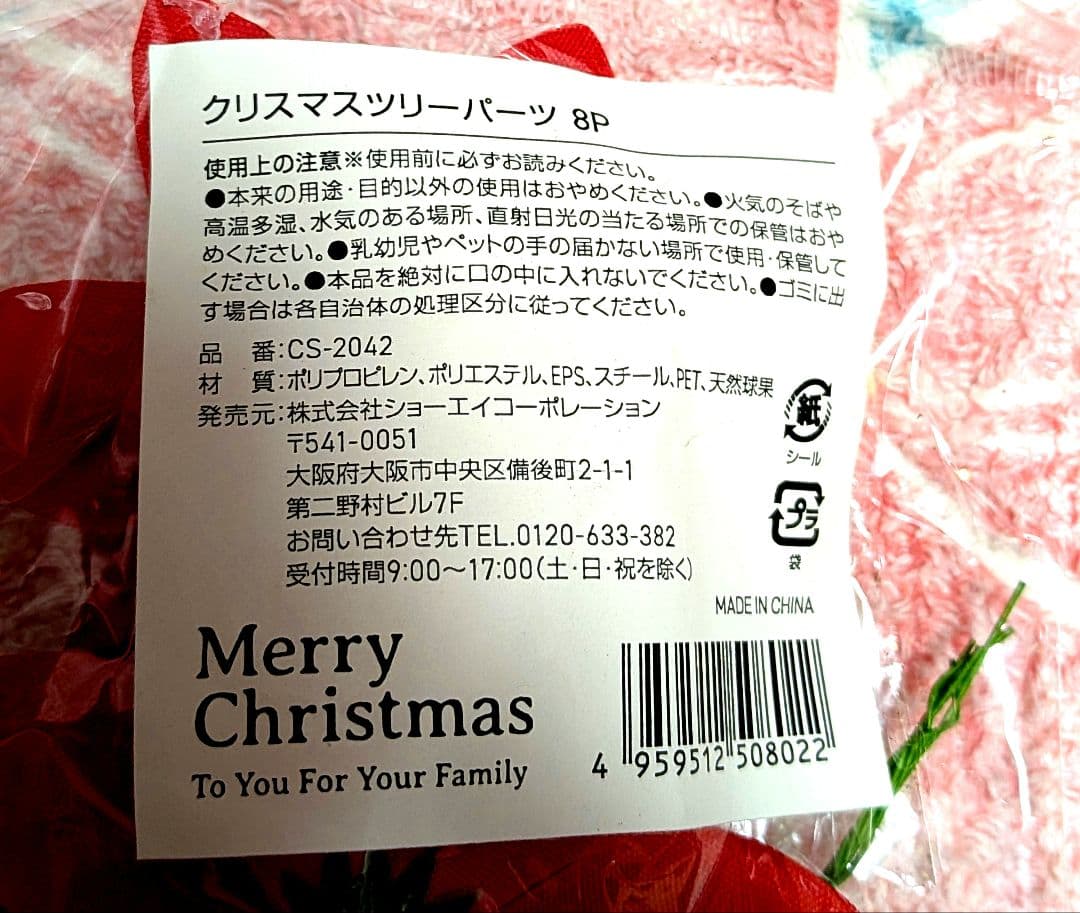 クリスマスツリーパーツ 8P
使用上の注意※使用前に必ずお読みください。
●本来の用途・目的以外の使用はおやめください。●火気のそばや
高温多湿、水気のある場所、直射日光の当たる場所での保管はおや
めください。●乳幼児やペットの手の届かない場所で使用・保管して
ください。●本品を絶対に口の中に入れないでください。●ゴミに出
す場合は各自治体の処理区分に従ってください。
品 番:CS-2042
材 質:ポリプロピレン、ポリエステル、EPS、スチール、PET、天然球果
発売元:株式会社ショーエイコーポレーション
〒541-0051
大阪府大阪市中央区備後町2-1-1
第二野村ビル7F
お問い合わせ先TEL.0120-633-382
受付時間9:00〜17:00(土・日・祝を除く)
紙
シール
プラ
袋
MADE IN CHINA
Merry
Christmas
To You For Your Family
4 959512 508022